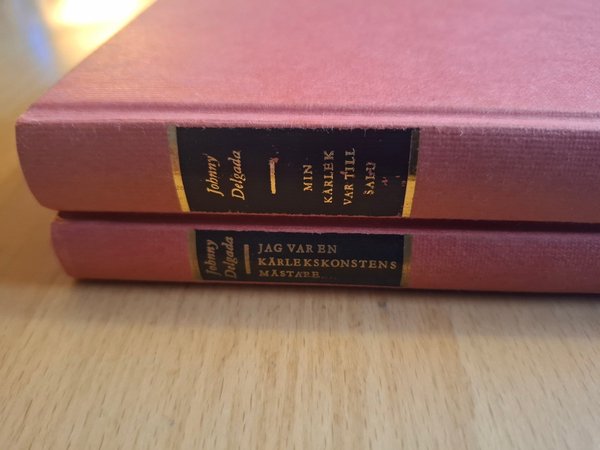 Johnny
Delgada
MIN
KÄRLEK
VAR TILL
SALU
Johnny
Delgada
JAG VAR EN
KÄRLEKSKONSTENS
MÄSTARE